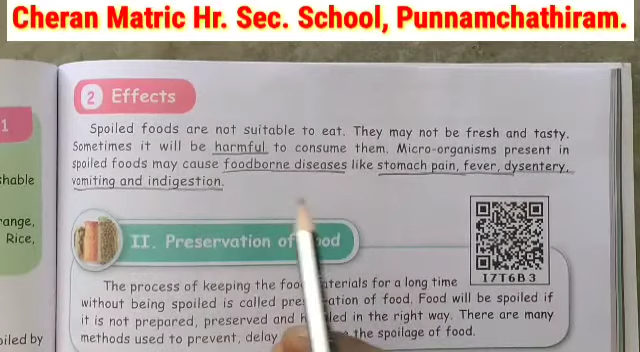 Cheran Matric Hr. Sec. School, Punnamchathiram.
1
shable
range,
Rice,
oiled by
2 Effects
Spoiled foods are not suitable to eat. They may not be fresh and tasty.
Sometimes it will be harmful to consume them. Micro-organisms present in
spoiled foods may cause foodborne diseases like stomach pain, fever, dysentery,
vomiting and indigestion.
II. Preservation of ood
The process of keeping the foo aterials for a long time
without being spoiled is called pres ation of food. Food will be spoiled if
it is not prepared, preserved and h led in the right way. There are many
methods used to prevent, delay the spoilage of food.
I7T6B3